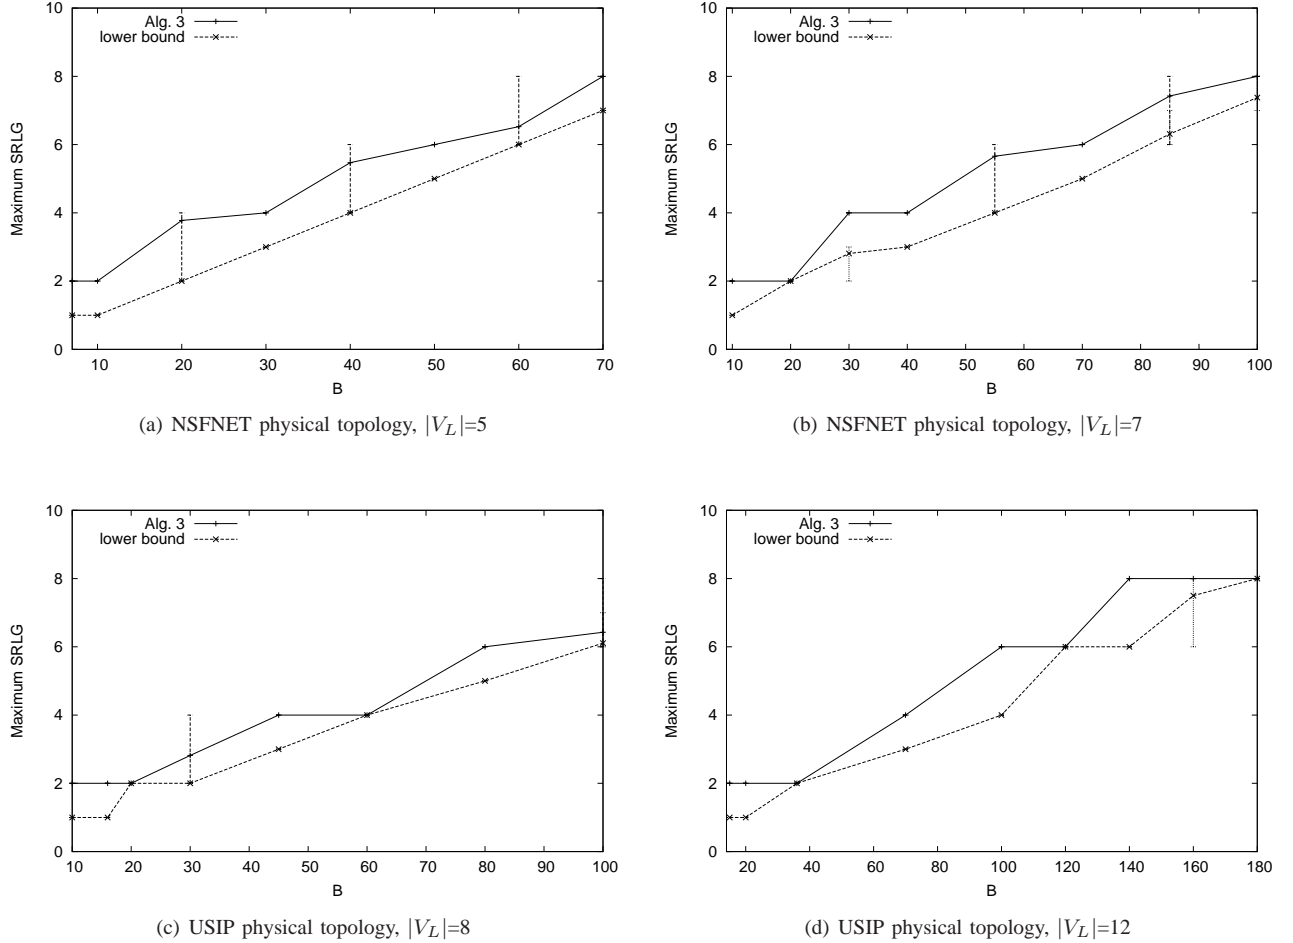 10
8
6
4
2
0
Maximum SRLG
Alg. 3
lower bound
10 20 30 40 50 60 70
B
(a) NSFNET physical topology, |V_L|=5
10
8
6
4
2
0
Maximum SRLG
Alg. 3
lower bound
10 20 30 40 50 60 70 80 90 100
B
(b) NSFNET physical topology, |V_L|=7
10
8
6
4
2
0
Maximum SRLG
Alg. 3
lower bound
10 20 30 40 50 60 70 80 90 100
B
(c) USIP physical topology, |V_L|=8
10
8
6
4
2
0
Maximum SRLG
Alg. 3
lower bound
20 40 60 80 100 120 140 160 180
B
(d) USIP physical topology, |V_L|=12